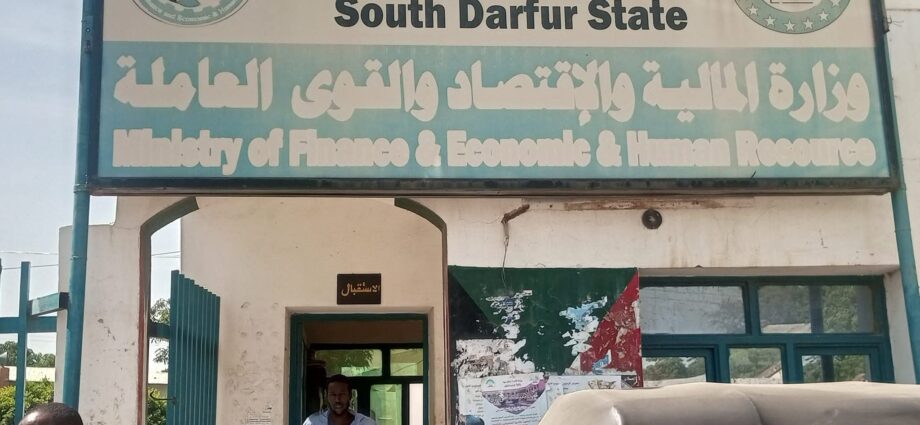 South Darfur State
وزارة المالية والإقتصاد والقوى العاملة
Ministry of Finance & Economic & Human Resource
الاستقبال